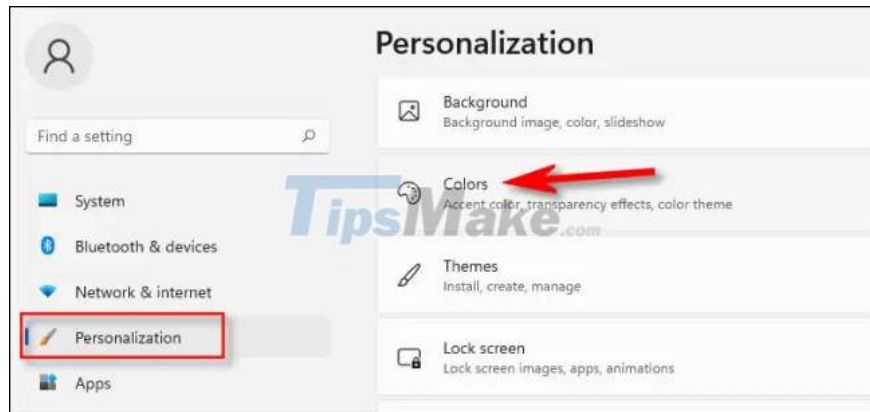 Personalization
Find a setting
System
Bluetooth & devices
Network & internet
Personalization
Apps
Background
Background image, color, slideshow
Colors
Accent color, transparency effects, color theme
Themes
Install, create, manage
Lock screen
Lock screen images, apps, animations
TipsMake.com